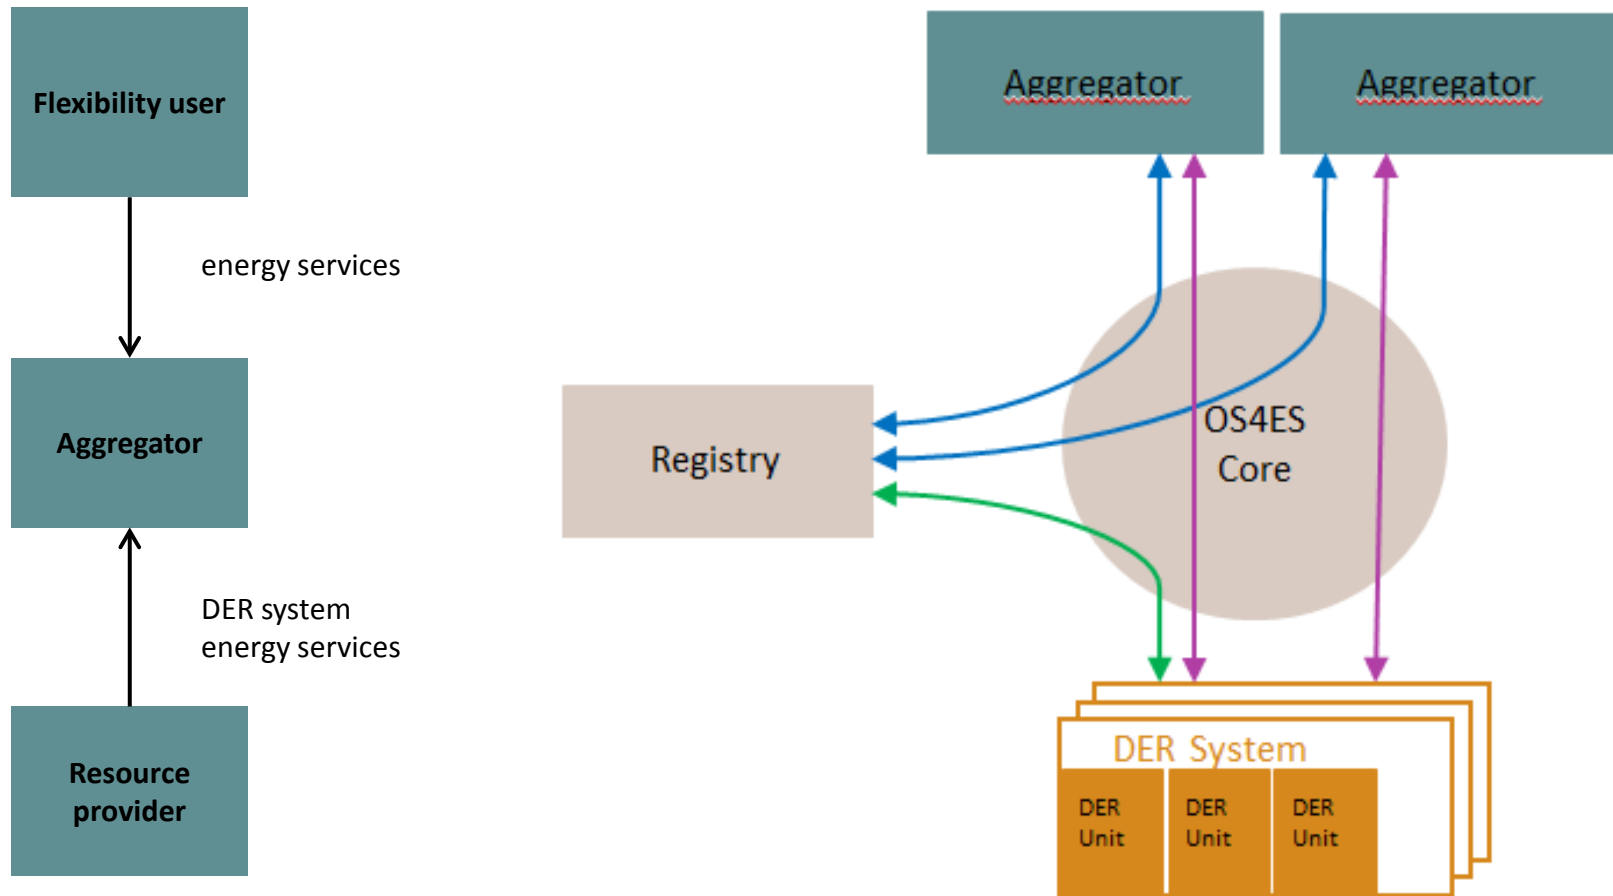 Flexibility user
energy services
Aggregator
DER system
energy services
Resource
provider
Aggregator
Aggregator
Registry
OS4ES
Core
DER System
DER
Unit
DER
Unit
DER
Unit